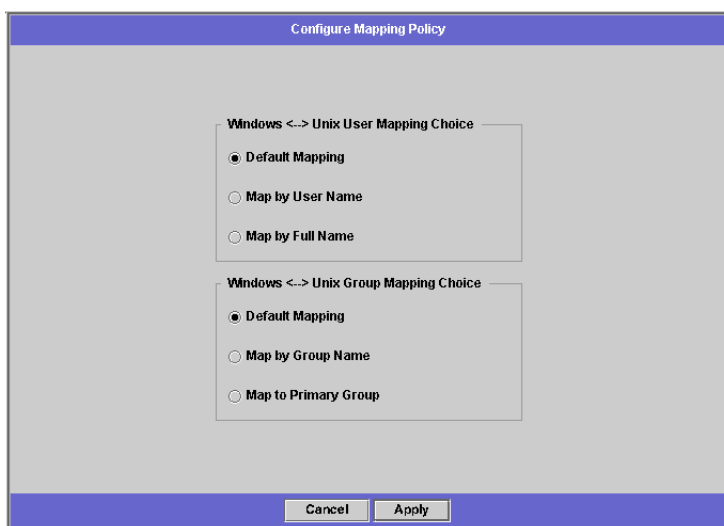 Configure Mapping Policy
Windows <--> Unix User Mapping Choice
Default Mapping
Map by User Name
Map by Full Name
Windows <--> Unix Group Mapping Choice
Default Mapping
Map by Group Name
Map to Primary Group
Cancel Apply